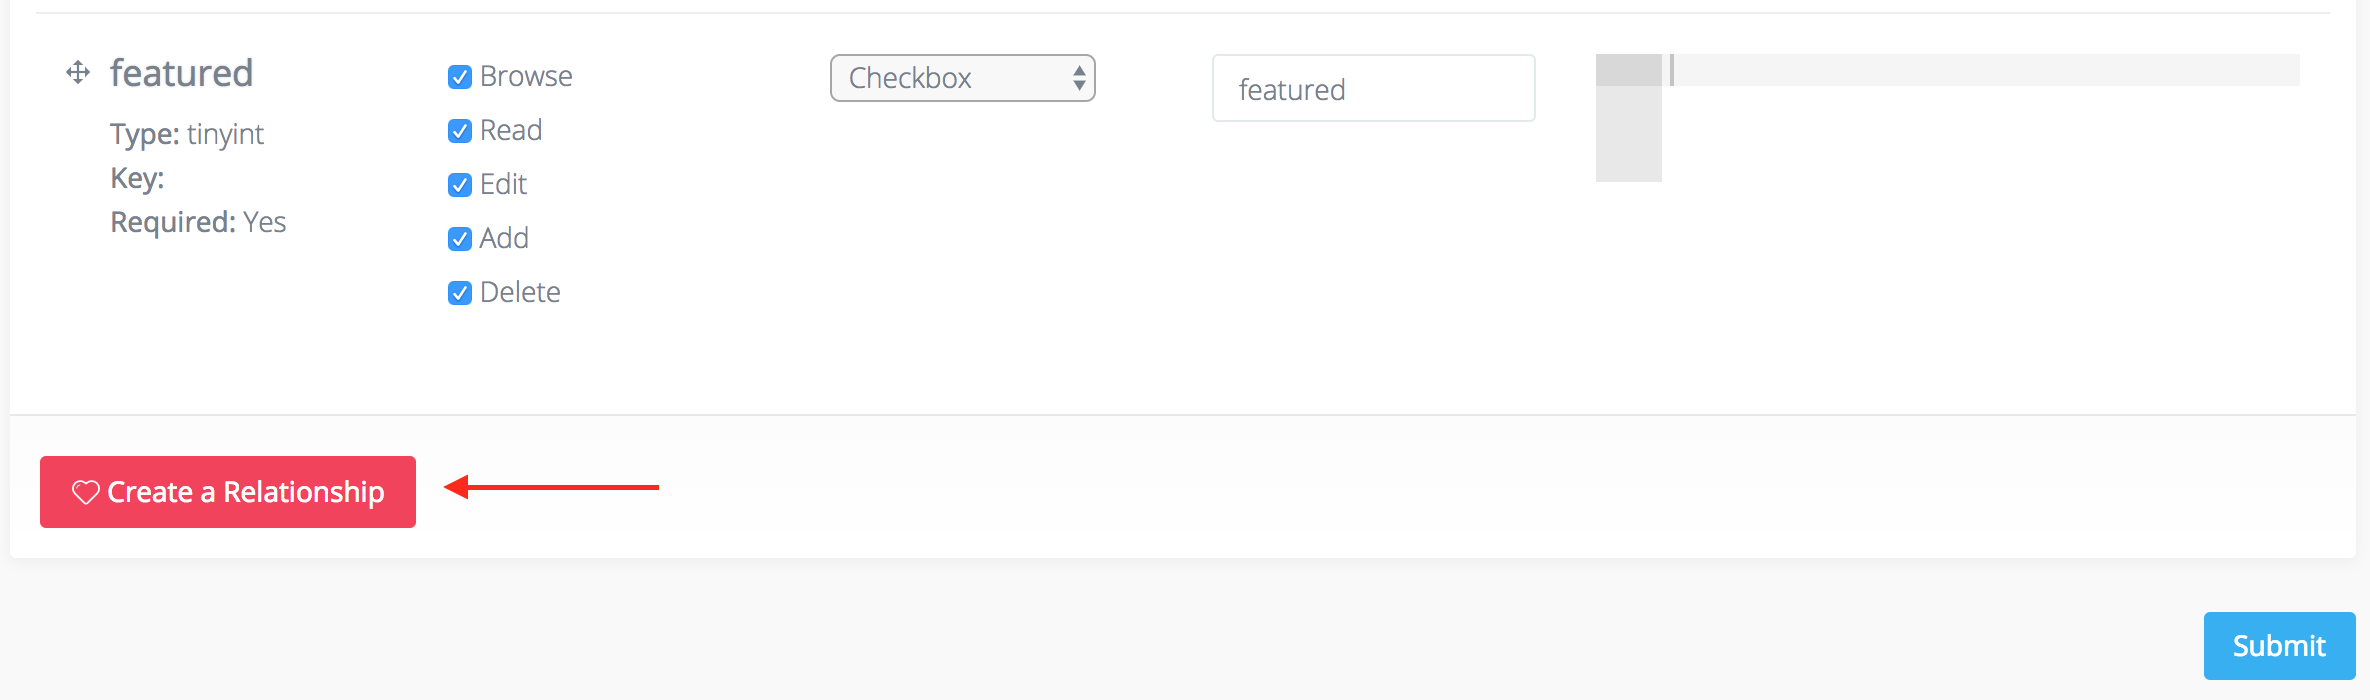 featured
Type: tinyint
Key:
Required: Yes
Browse
Read
Edit
Add
Delete
Checkbox
featured
Create a Relationship
Submit